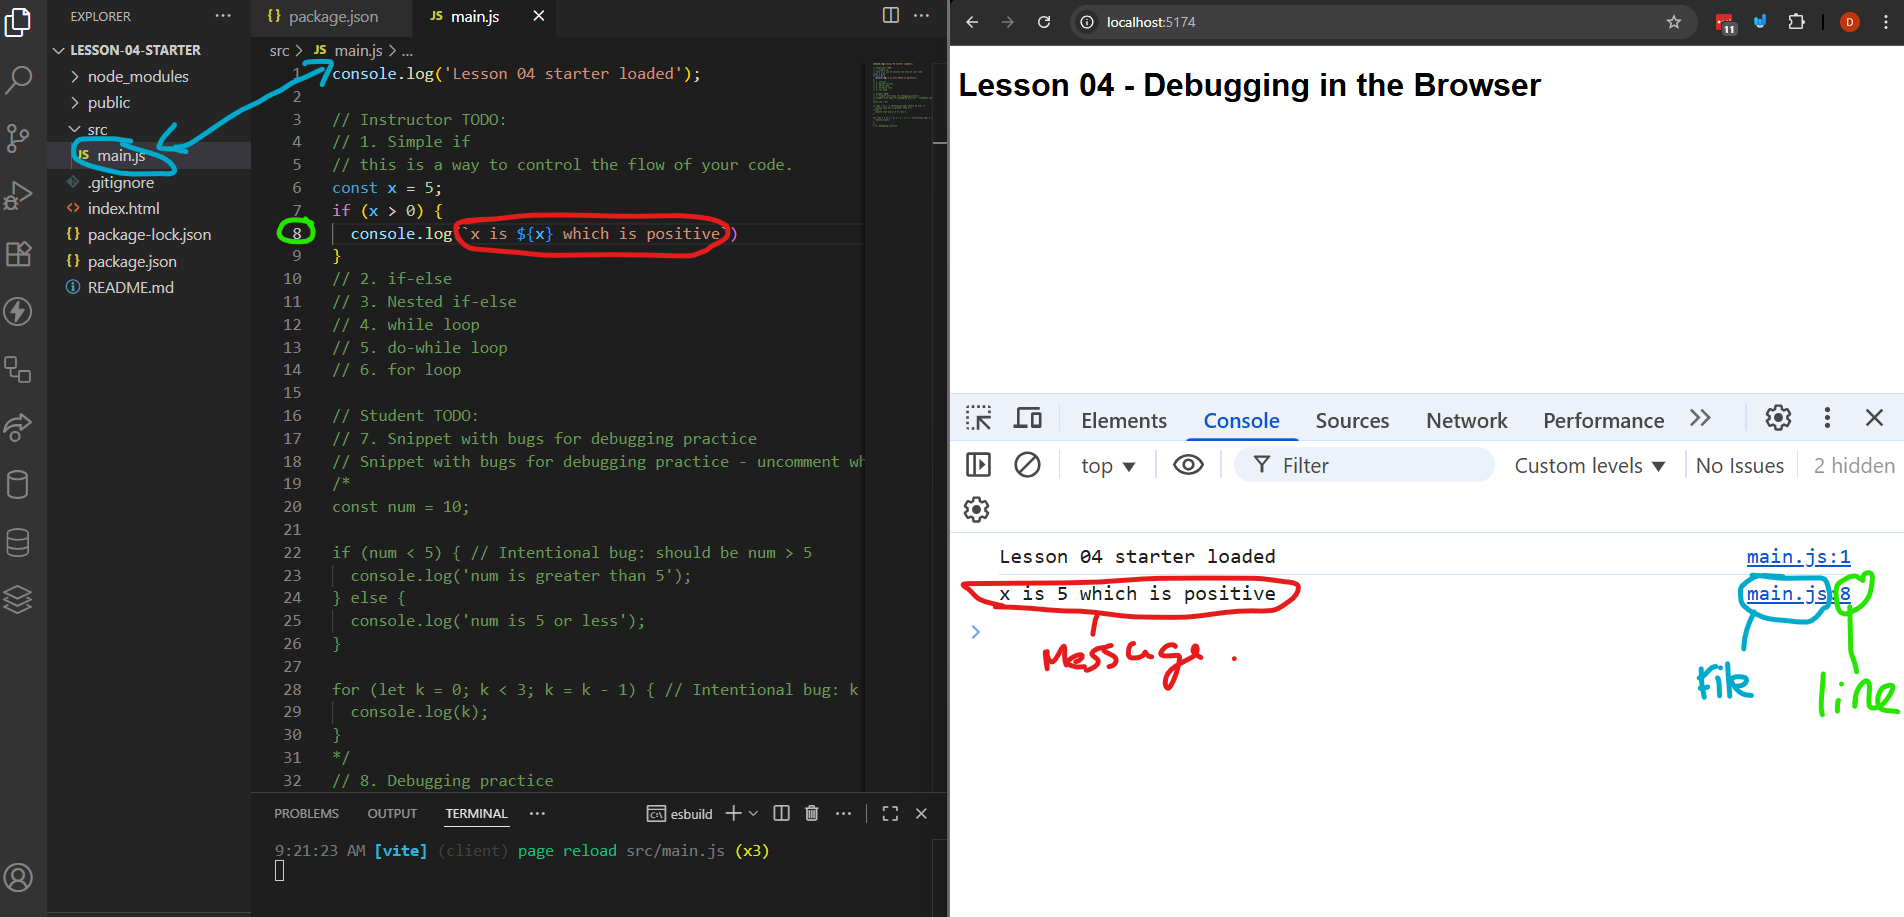 EXPLORER ···
LESSON-04-STARTER
node_modules
public
src
JS main.js
.gitignore
<> index.html
{} package-lock.json
{} package.json
README.md
{} package.json
JS main.js
src > JS main.js > ...
1 console.log('Lesson 04 starter loaded');
2
3 // Instructor TODO:
4 // 1. Simple if
5 // this is a way to control the flow of your code.
6 const x = 5;
7 if (x > 0) {
8 console.log(`x is ${x} which is positive`)
9 }
10 // 2. if-else
11 // 3. Nested if-else
12 // 4. while loop
13 // 5. do-while loop
14 // 6. for loop
15
16 // Student TODO:
17 // 7. Snippet with bugs for debugging practice
18 // Snippet with bugs for debugging practice - uncomment wh
19 /*
20 const num = 10;
21
22 if (num < 5) { // Intentional bug: should be num > 5
23 console.log('num is greater than 5');
24 } else {
25 console.log('num is 5 or less');
26 }
27
28 for (let k = 0; k < 3; k = k - 1) { // Intentional bug: k
29 console.log(k);
30 }
31 */
32 // 8. Debugging practice
PROBLEMS OUTPUT TERMINAL ··· esbuild
9:21:23 AM [vite] (client) page reload src/main.js (x3)
localhost:5174
11
D
Lesson 04 - Debugging in the Browser
Elements Console Sources Network Performance
top Filter Custom levels No Issues 2 hidden
Lesson 04 starter loaded main.js:1
x is 5 which is positive main.js:8
Message.
File
line